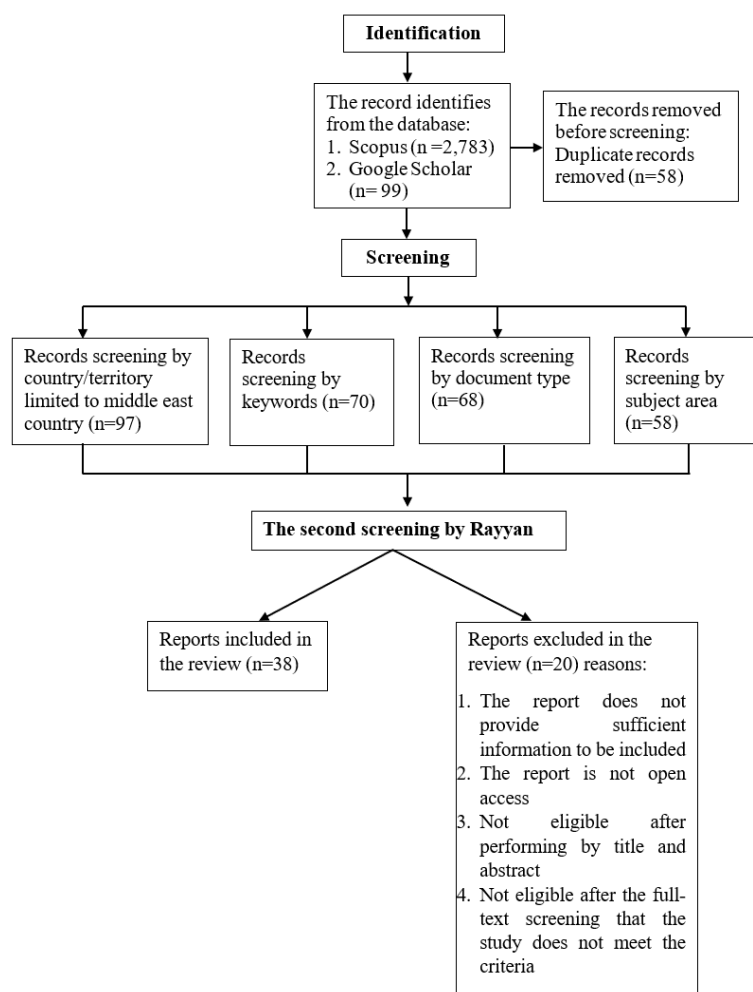 Identification
The record identifies
from the database:
1. Scopus (n =2,783)
2. Google Scholar
(n= 99)
The records removed
before screening:
Duplicate records
removed (n=58)
Screening
Records screening by
country/territory
limited to middle east
country (n=97)
Records
screening by
keywords (n=70)
Records screening
by document type
(n=68)
Records
screening by
subject area
(n=58)
The second screening by Rayyan
Reports included in
the review (n=38)
Reports excluded in the
review (n=20) reasons:
1. The report does not
provide sufficient
information to be included
2. The report is not open
access
3. Not eligible after
performing by title and
abstract
4. Not eligible after the full-
text screening that the
study does not meet the
criteria